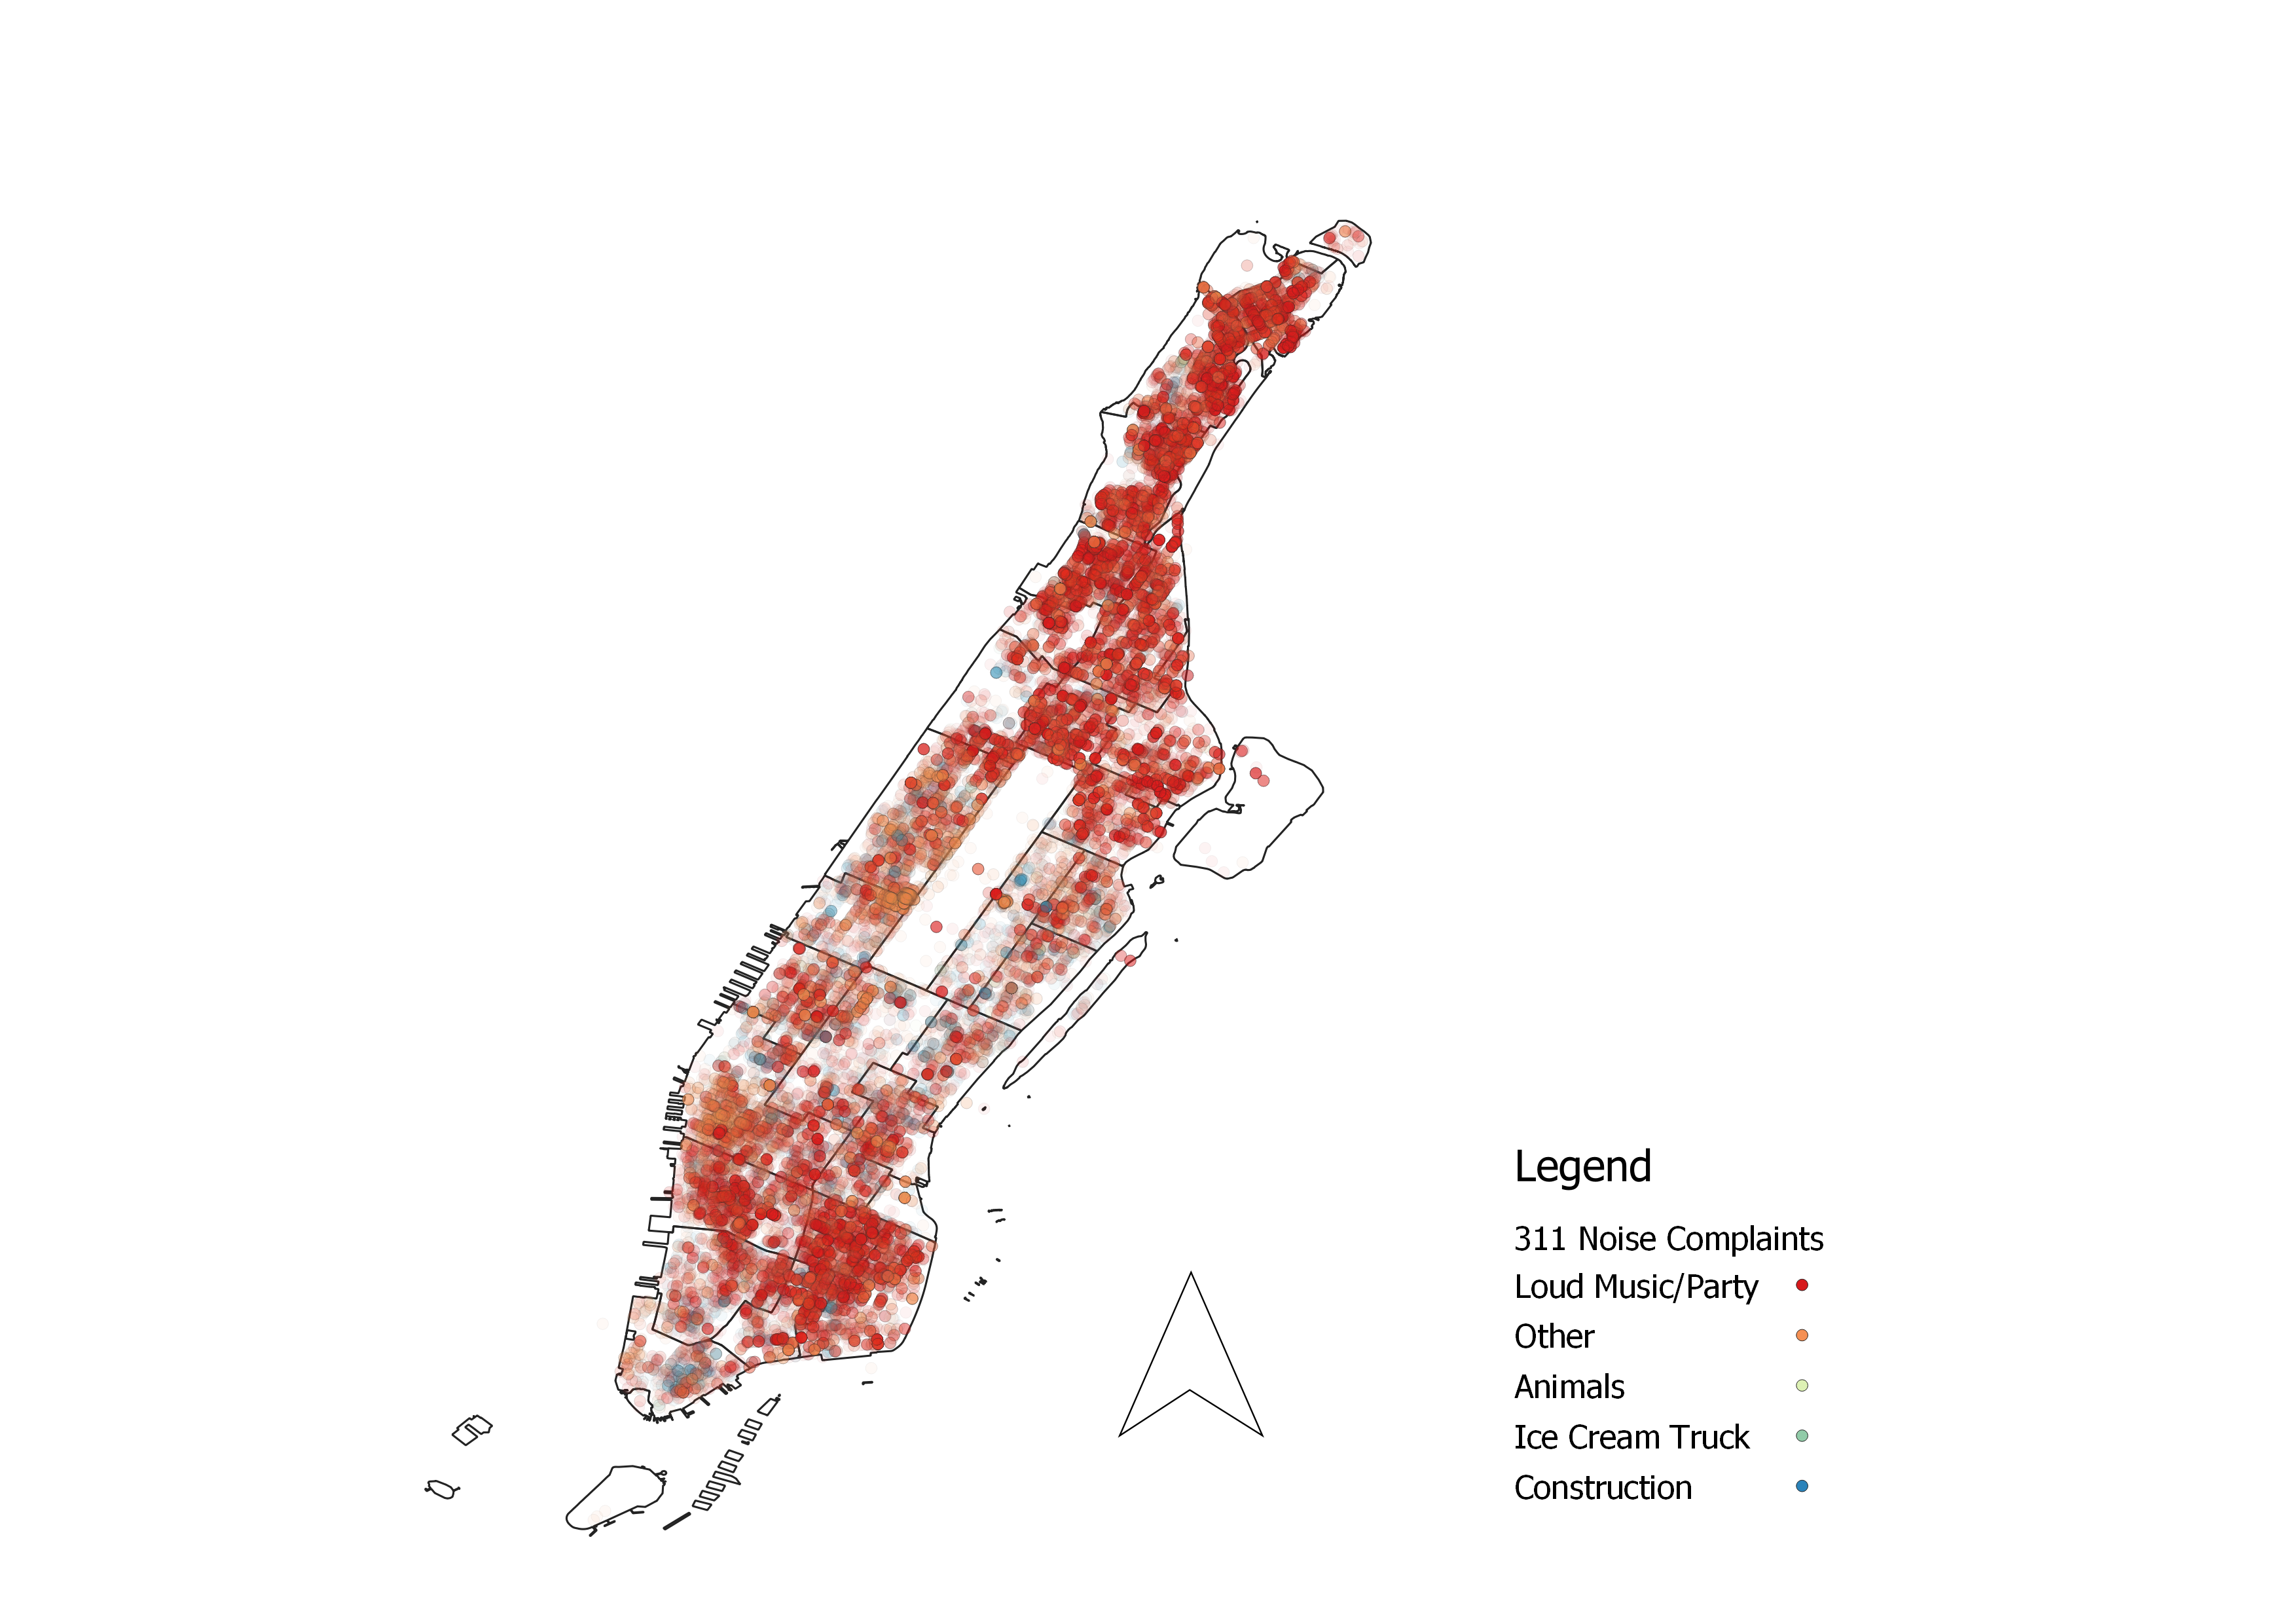 Legend
311 Noise Complaints
Loud Music/Party
Other
Animals
Ice Cream Truck
Construction